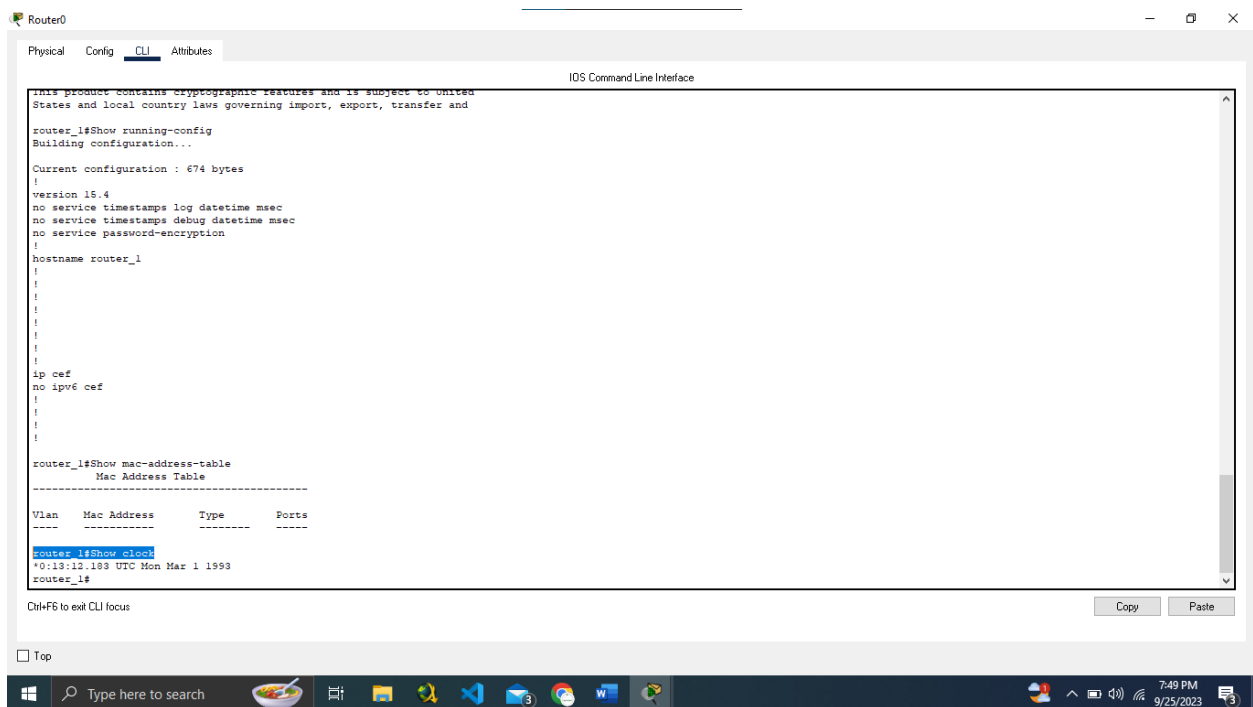 Router0
Physical Config CLI Attributes
IOS Command Line Interface
This product contains cryptographic features and is subject to United
States and local country laws governing import, export, transfer and
router_1#Show running-config
Building configuration...
Current configuration : 674 bytes
!
version 15.4
no service timestamps log datetime msec
no service timestamps debug datetime msec
no service password-encryption
!
hostname router_1
!
!
!
!
!
!
!
!
ip cef
no ipv6 cef
!
!
!
!
router_1#Show mac-address-table
Mac Address Table
-------------------------------------------
Vlan Mac Address Type Ports
---- ----------- -------- -----
router_1#Show clock
*0:13:12.183 UTC Mon Mar 1 1993
router_1#
Ctrl+F6 to exit CLI focus
Copy Paste
Top
Type here to search
3
W
1
7:49 PM
9/25/2023
3